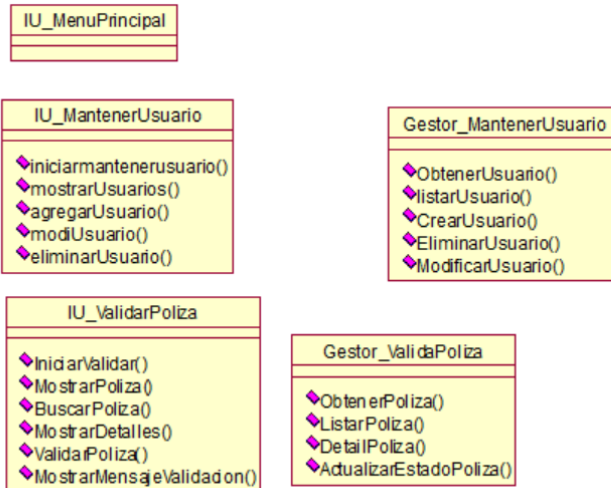 IU_MenuPrincipal
IU_MantenerUsuario
iniciarmantenerusuario()
mostrarUsuarios()
agregarUsuario()
modiUsuario()
eliminarUsuario()
Gestor_MantenerUsuario
ObtenerUsuario()
listarUsuario()
CrearUsuario()
EliminarUsuario()
ModificarUsuario()
IU_ValidarPoliza
IniciarValidar()
MostrarPoliza()
BuscarPoliza()
MostrarDetalles()
ValidarPoliza()
MostrarMensajeValidacion()
Gestor_ValidaPoliza
ObtenerPoliza()
ListarPoliza()
DetailPoliza()
ActualizarEstadoPoliza()